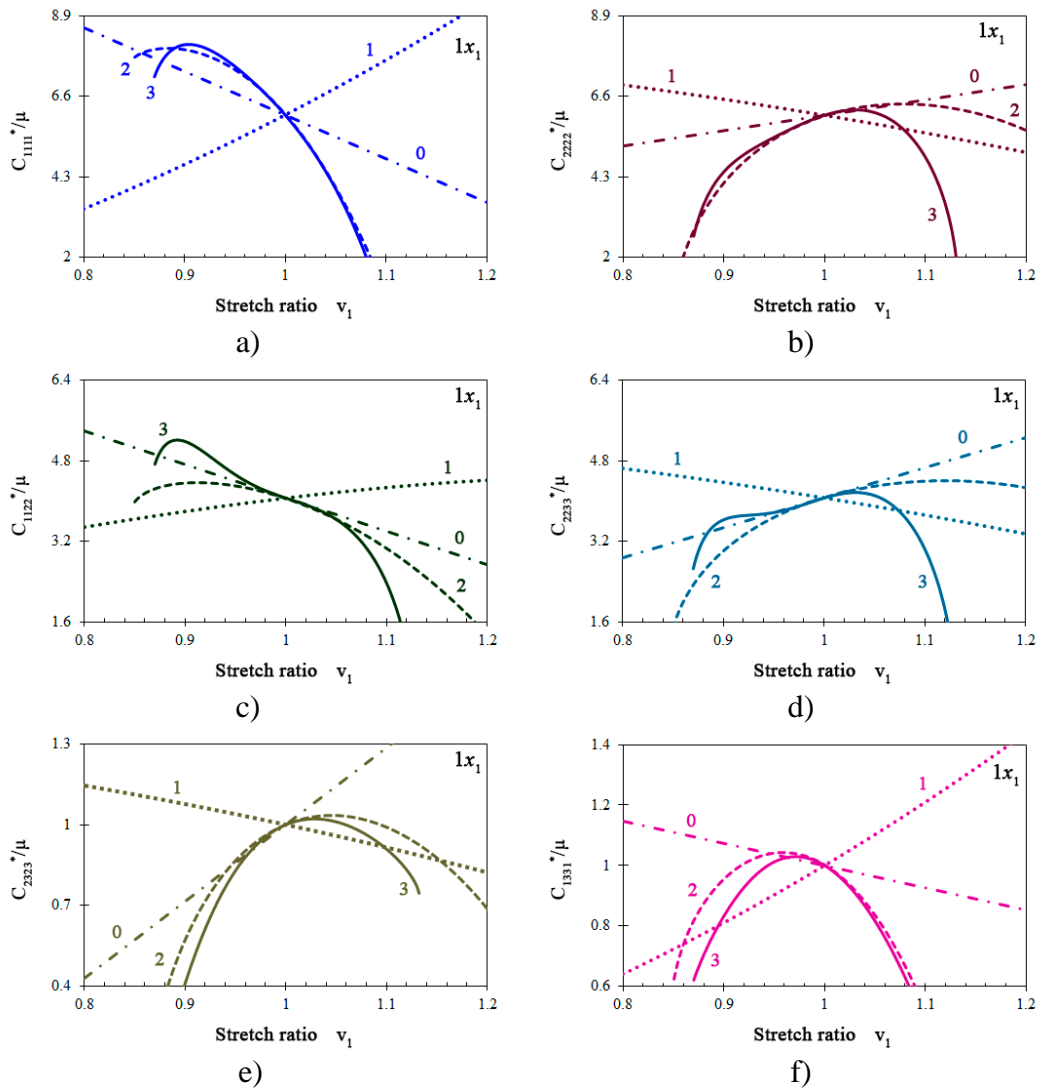 8.9
6.6
4.3
2
C₁₁₁₁*/μ
1x₁
1
2
3
0
0.8 0.9 1 1.1 1.2
Stretch ratio v₁
a)
8.9
6.6
4.3
2
C₂₂₂₂*/μ
1x₁
0
1
2
3
0.8 0.9 1 1.1 1.2
Stretch ratio v₁
b)
6.4
4.8
3.2
1.6
C₁₁₂₂*/μ
1x₁
3
1
0
2
0.8 0.9 1 1.1 1.2
Stretch ratio v₁
c)
6.4
4.8
3.2
1.6
C₂₂₃₃*/μ
1x₁
0
1
2
3
0.8 0.9 1 1.1 1.2
Stretch ratio v₁
d)
1.3
1
0.7
0.4
C₂₃₂₃*/μ
1x₁
1
3
0
2
0.8 0.9 1 1.1 1.2
Stretch ratio v₁
e)
1.4
1.2
1
0.8
0.6
C₁₃₃₁*/μ
1x₁
1
0
2
3
0.8 0.9 1 1.1 1.2
Stretch ratio v₁
f)